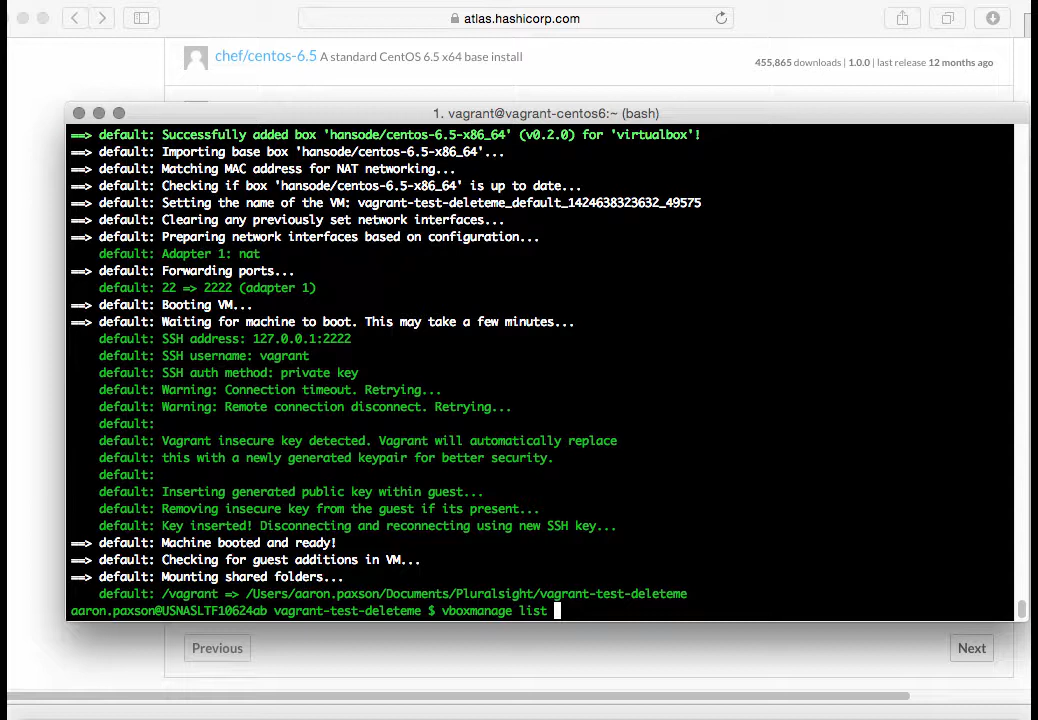 atlas.hashicorp.com
chef/centos-6.5 A standard CentOS 6.5 x64 base install
455,865 downloads | 1.0.0 | last release 12 months ago
1. vagrant@vagrant-centos6:~ (bash)
==> default: Successfully added box 'hansode/centos-6.5-x86_64' (v0.2.0) for 'virtualbox'!
==> default: Importing base box 'hansode/centos-6.5-x86_64'...
==> default: Matching MAC address for NAT networking...
==> default: Checking if box 'hansode/centos-6.5-x86_64' is up to date...
==> default: Setting the name of the VM: vagrant-test-deleteme_default_1424638323632_49575
==> default: Clearing any previously set network interfaces...
==> default: Preparing network interfaces based on configuration...
default: Adapter 1: nat
==> default: Forwarding ports...
default: 22 => 2222 (adapter 1)
==> default: Booting VM...
==> default: Waiting for machine to boot. This may take a few minutes...
default: SSH address: 127.0.0.1:2222
default: SSH username: vagrant
default: SSH auth method: private key
default: Warning: Connection timeout. Retrying...
default: Warning: Remote connection disconnect. Retrying...
default:
default: Vagrant insecure key detected. Vagrant will automatically replace
default: this with a newly generated keypair for better security.
default:
default: Inserting generated public key within guest...
default: Removing insecure key from the guest if its present...
default: Key inserted! Disconnecting and reconnecting using new SSH key...
==> default: Machine booted and ready!
==> default: Checking for guest additions in VM...
==> default: Mounting shared folders...
default: /vagrant => /Users/aaron.paxson/Documents/Pluralsight/vagrant-test-deleteme
aaron.paxson@USNASLTF10624ab vagrant-test-deleteme $ vboxmanage list
Previous
Next